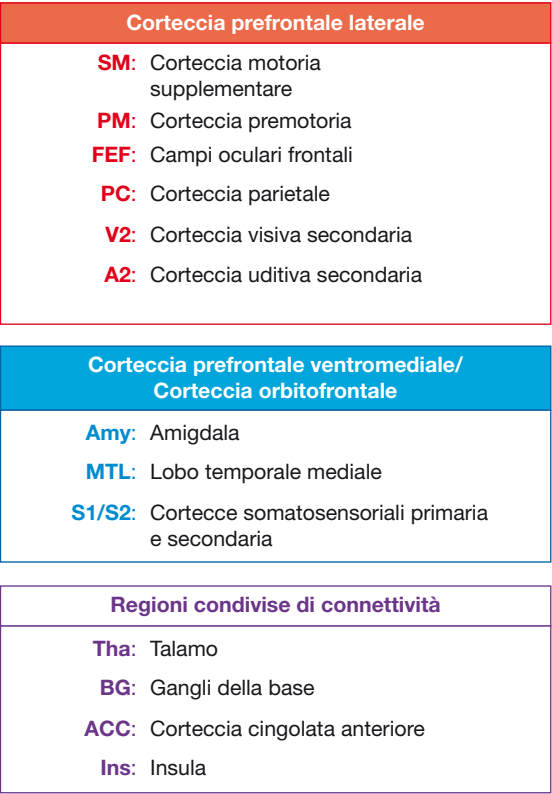 Corteccia prefrontale laterale
SM: Corteccia motoria
supplementare
PM: Corteccia premotoria
FEF: Campi oculari frontali
PC: Corteccia parietale
V2: Corteccia visiva secondaria
A2: Corteccia uditiva secondaria
Corteccia prefrontale ventromediale/
Corteccia orbitofrontale
Amy: Amigdala
MTL: Lobo temporale mediale
S1/S2: Cortecce somatosensoriali primaria
e secondaria
Regioni condivise di connettività
Tha: Talamo
BG: Gangli della base
ACC: Corteccia cingolata anteriore
Ins: Insula